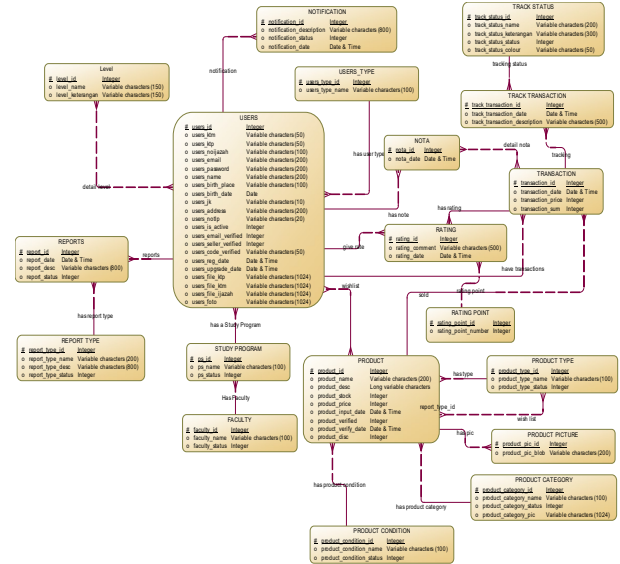 NOTIFICATION
# notification_id Integer
o notification_description Variable characters (800)
o notification_status Integer
o notification_date Date & Time
TRACK STATUS
# track_status_id Integer
o track_status_name Variable characters (200)
o track_status_keterangan Variable characters (300)
o track_status_status Integer
o track_status_color Variable characters (50)
Level
# level_id Integer
o level_name Variable characters (150)
o level_keterangan Variable characters (150)
notification
tracking status
USERS_TYPE
# users_type_id Integer
o users_type_name Variable characters (100)
TRACK TRANSACTION
# track_transaction_id Integer
o track_transaction_date Date & Time
o track_transaction_description Variable characters (500)
USERS
# users_id Integer
o users_ktm Variable characters (50)
o users_ktp Variable characters (50)
o users_noijazah Variable characters (100)
o users_email Variable characters (200)
o users_password Variable characters (200)
o users_name Variable characters (200)
o users_birth_place Variable characters (100)
o users_birth_date Date
o users_jk Variable characters (10)
o users_address Variable characters (200)
o users_notlp Variable characters (20)
o users_is_active Integer
o users_email_verified Integer
o users_seller_verified Integer
o users_code_verified Variable characters (50)
o users_reg_date Date & Time
o users_upgrade_date Date & Time
o users_file_ktp Variable characters (1024)
o users_file_ktm Variable characters (1024)
o users_file_ijazah Variable characters (1024)
o users_foto Variable characters (1024)
has user type
NOTA
# nota_id Integer
o nota_date Date & Time
detail nota
tracking
TRANSACTION
# transaction_id Integer
o transaction_date Date & Time
o transaction_price Integer
o transaction_sum Integer
detail level
has note
has rating
RATING
# rating_id Integer
o rating_comment Variable characters (500)
o rating_date Date & Time
give rate
REPORTS
# report_id Integer
o report_date Date & Time
o report_desc Variable characters (800)
o report_status Integer
reports
have transactions
wishlist
rating point
sold
has report type
RATING POINT
# rating_point_id Integer
o rating_point_number Integer
has a Study Program
REPORT TYPE
# report_type_id Integer
o report_type_name Variable characters (200)
o report_type_desc Variable characters (800)
o report_type_status Integer
STUDY PROGRAM
# ps_id Integer
o ps_name Variable characters (100)
o ps_status Integer
Has Faculty
FACULTY
# faculty_id Integer
o faculty_name Variable characters (100)
o faculty_status Integer
PRODUCT
# product_id Integer
o product_name Variable characters (200)
o product_desc Long variable characters
o product_stock Integer
o product_price Integer
o product_input_date Date & Time
o product_verified Integer
o product_verify_date Date & Time
o product_disc Integer
has type
PRODUCT TYPE
# product_type_id Integer
o product_type_name Variable characters (100)
o product_type_status Integer
report_type_id
wish list
has pic
PRODUCT PICTURE
# product_pic_id Integer
o product_pic_blob Variable characters (200)
has product condition
has product category
PRODUCT CATEGORY
# product_category_id Integer
o product_category_name Variable characters (100)
o product_category_status Integer
o product_category_pic Variable characters (1024)
PRODUCT CONDITION
# product_condition_id Integer
o product_condition_name Variable characters (100)
o product_condition_status Integer